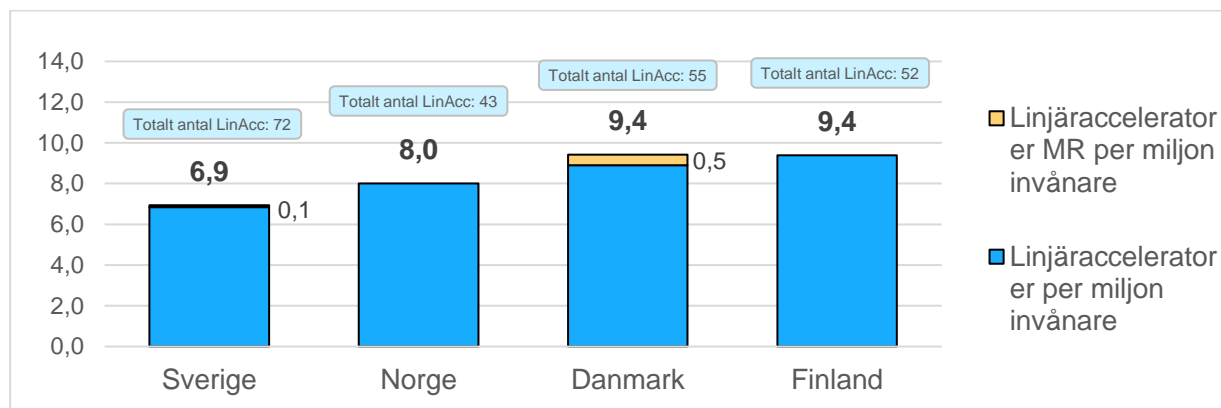 14,0
12,0
10,0
8,0
6,0
4,0
2,0
0,0
Totalt antal LinAcc: 72
6,9
0,1
Totalt antal LinAcc: 43
8,0
Totalt antal LinAcc: 55
9,4
0,5
Totalt antal LinAcc: 52
9,4
Sverige
Norge
Danmark
Finland
Linjäraccelerator
er MR per miljon
invånare
Linjäraccelerator
er per miljon
invånare